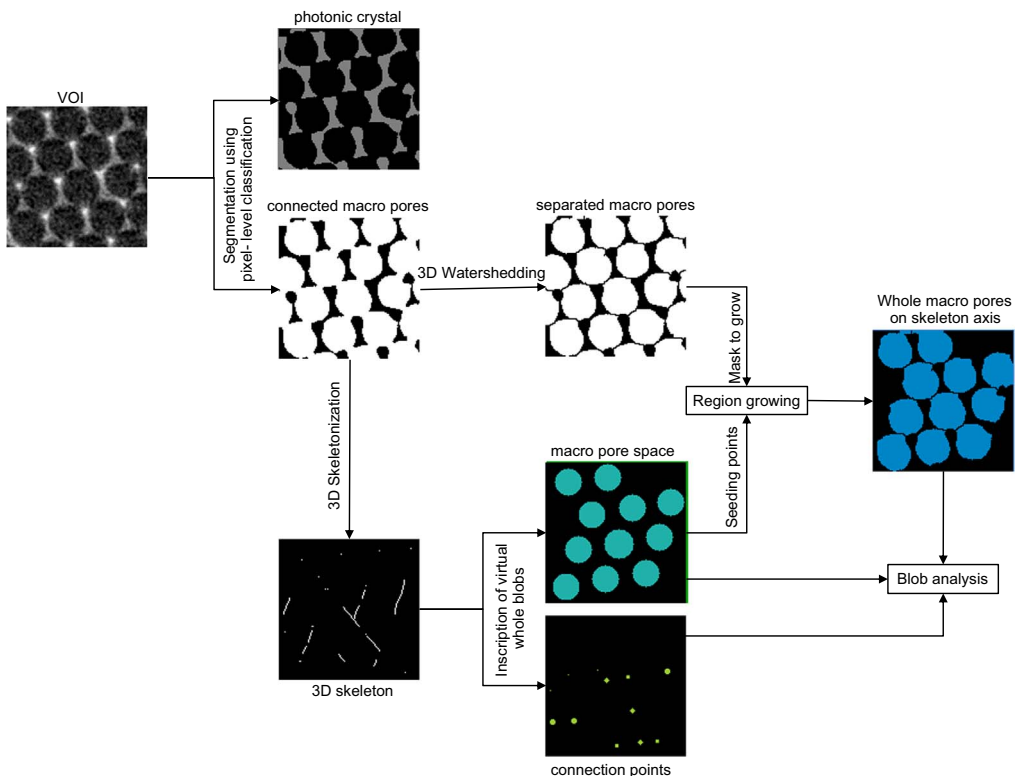 photonic crystal
VOI
Segmentation using
pixel- level classification
connected macro pores
separated macro pores
3D Watershedding
Mask to grow
Whole macro pores
on skeleton axis
Region growing
3D Skeletonization
macro pore space
Seeding points
Inscription of virtual
whole blobs
Blob analysis
3D skeleton
connection points